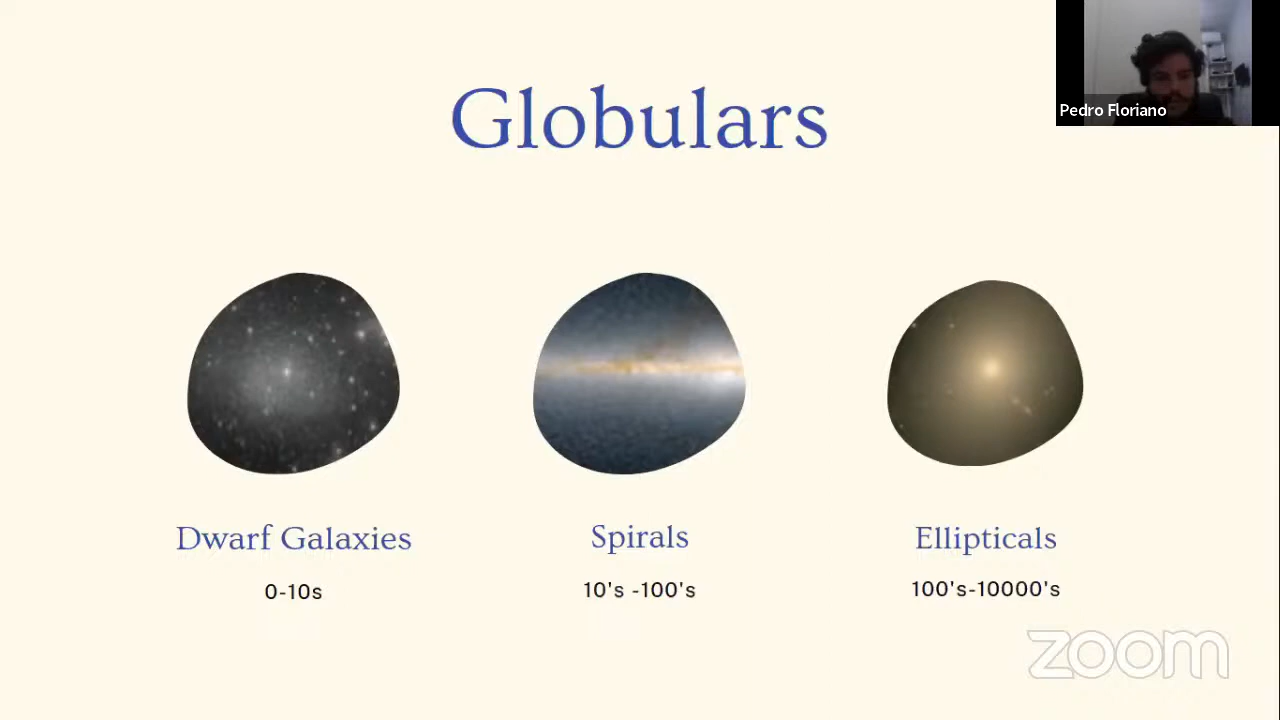 Globulars
Pedro Floriano
Dwarf Galaxies
0-10s
Spirals
10's -100's
Ellipticals
100's-10000's
zoom